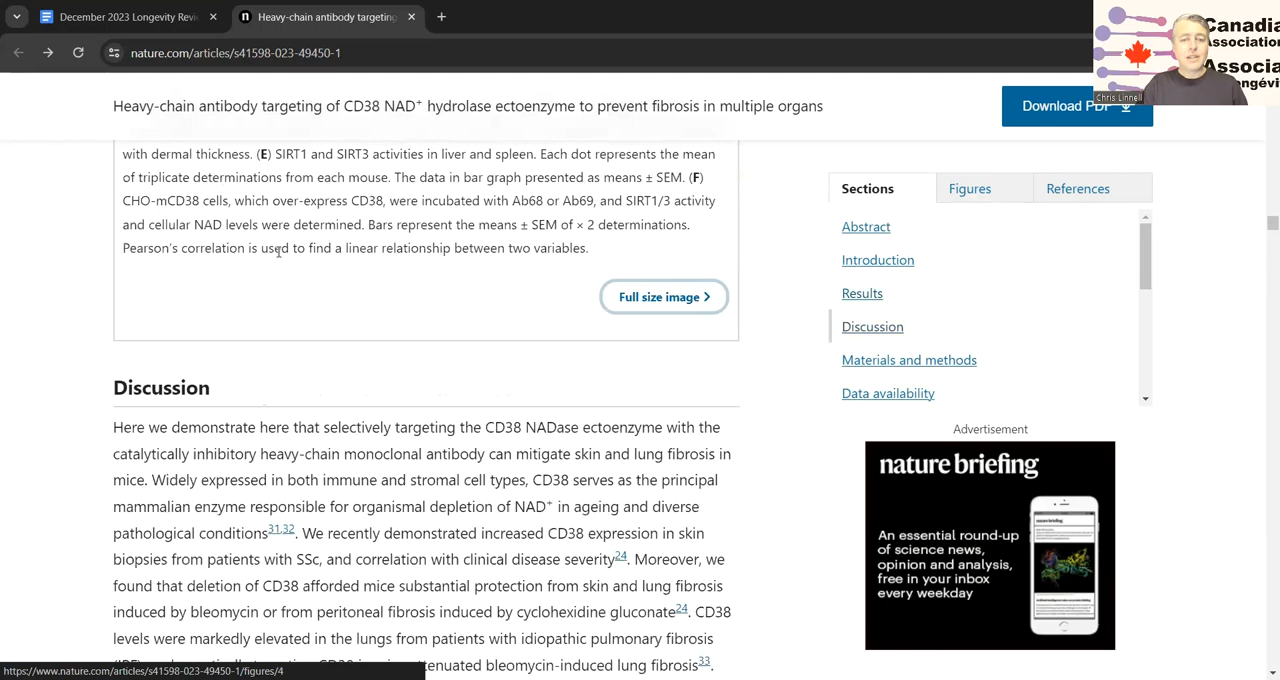 December 2023 Longevity Revi
Heavy-chain antibody targeting
nature.com/articles/s41598-023-49450-1
Canadia
Association
Associa
ongévi
Chris Linnell
Heavy-chain antibody targeting of CD38 NAD+ hydrolase ectoenzyme to prevent fibrosis in multiple organs
Download PDF
with dermal thickness. (E) SIRT1 and SIRT3 activities in liver and spleen. Each dot represents the mean
of triplicate determinations from each mouse. The data in bar graph presented as means ± SEM. (F)
CHO-mCD38 cells, which over-express CD38, were incubated with Ab68 or Ab69, and SIRT1/3 activity
and cellular NAD levels were determined. Bars represent the means ± SEM of × 2 determinations.
Pearson's correlation is used to find a linear relationship between two variables.
Full size image
Discussion
Here we demonstrate here that selectively targeting the CD38 NADase ectoenzyme with the
catalytically inhibitory heavy-chain monoclonal antibody can mitigate skin and lung fibrosis in
mice. Widely expressed in both immune and stromal cell types, CD38 serves as the principal
mammalian enzyme responsible for organismal depletion of NAD+ in ageing and diverse
pathological conditions31,32. We recently demonstrated increased CD38 expression in skin
biopsies from patients with SSc, and correlation with clinical disease severity24. Moreover, we
found that deletion of CD38 afforded mice substantial protection from skin and lung fibrosis
induced by bleomycin or from peritoneal fibrosis induced by chlorhexidine gluconate24. CD38
levels were markedly elevated in the lungs from patients with idiopathic pulmonary fibrosis
attenuated bleomycin-induced lung fibrosis33.
https://www.nature.com/articles/s41598-023-49450-1/figures/4
Sections
Figures
References
Abstract
Introduction
Results
Discussion
Materials and methods
Data availability
Advertisement
nature briefing
An essential round-up
of science news,
opinion and analysis,
free in your inbox
every weekday